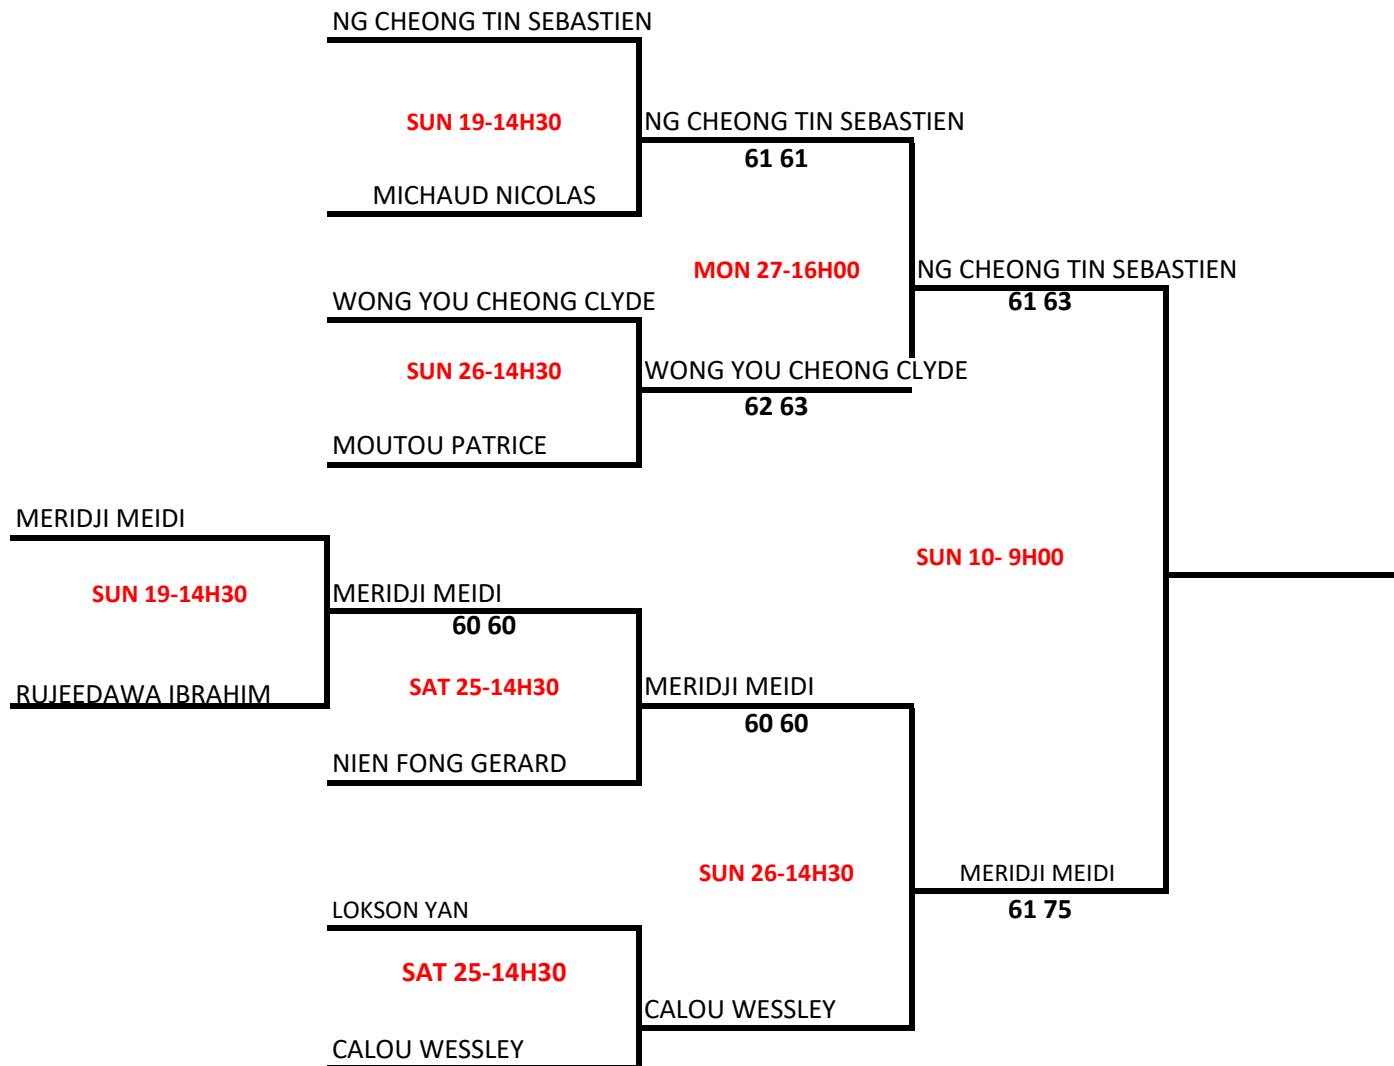 NG CHEONG TIN SEBASTIEN
SUN 19-14H30
NG CHEONG TIN SEBASTIEN
61 61
MICHAUD NICOLAS
MON 27-16H00
NG CHEONG TIN SEBASTIEN
61 63
WONG YOU CHEONG CLYDE
SUN 26-14H30
WONG YOU CHEONG CLYDE
62 63
MOUTOU PATRICE
MERIDJI MEIDI
SUN 10- 9H00
SUN 19-14H30
MERIDJI MEIDI
60 60
RUJEEDAWA IBRAHIM
SAT 25-14H30
MERIDJI MEIDI
60 60
NIEN FONG GERARD
SUN 26-14H30
MERIDJI MEIDI
61 75
LOKSON YAN
SAT 25-14H30
CALOU WESSLEY
CALOU WESSLEY